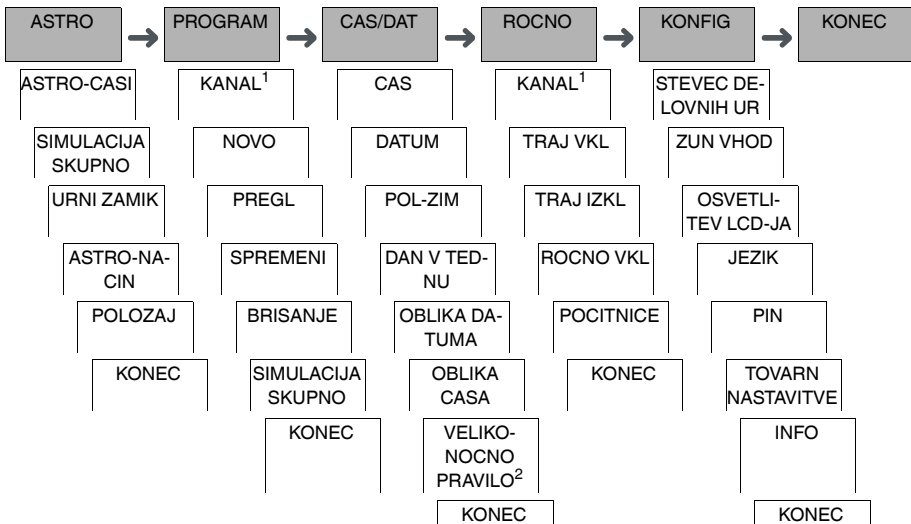 ASTRO
PROGRAM
CAS/DAT
ROCNO
KONFIG
KONEC
ASTRO-CASI
SIMULACIJA
SKUPNO
URNI ZAMIK
ASTRO-NA-
CIN
POLOZAJ
KONEC
KANAL¹
NOVO
PREGL
SPREMENI
BRISANJE
SIMULACIJA
SKUPNO
KONEC
CAS
DATUM
POL-ZIM
DAN V TED-
NU
OBLIKA DA-
TUMA
OBLIKA
CASA
VELIKO-
NOCNO
PRAVILO²
KONEC
KANAL¹
TRAJ VKL
TRAJ IZKL
ROCNO VKL
POCITNICE
KONEC
STEVEC DE-
LOVNIH UR
ZUN VHOD
OSVETLI-
TEV LCD-JA
JEZIK
PIN
TOVARN
NASTAVITVE
INFO
KONEC